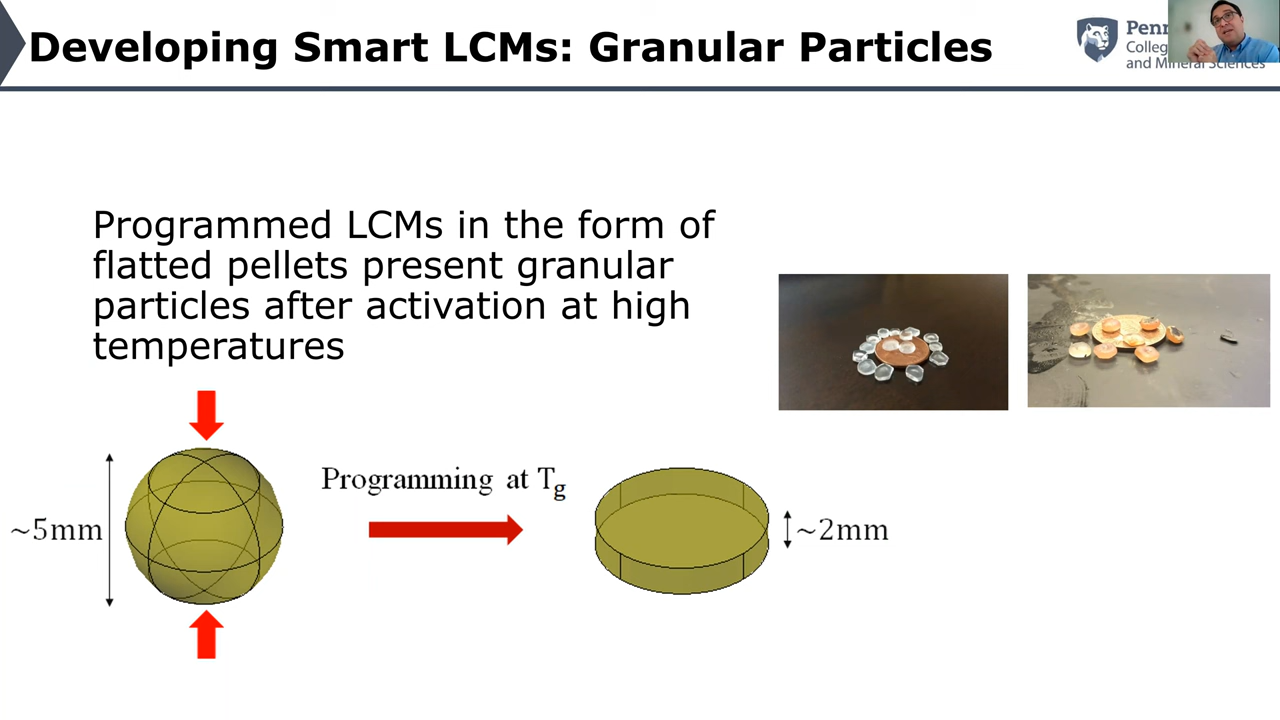 Developing Smart LCMs: Granular Particles
Penn
College
and Mineral Sciences
Programmed LCMs in the form of
flatted pellets present granular
particles after activation at high
temperatures
~5mm
Programming at Tg
~2mm